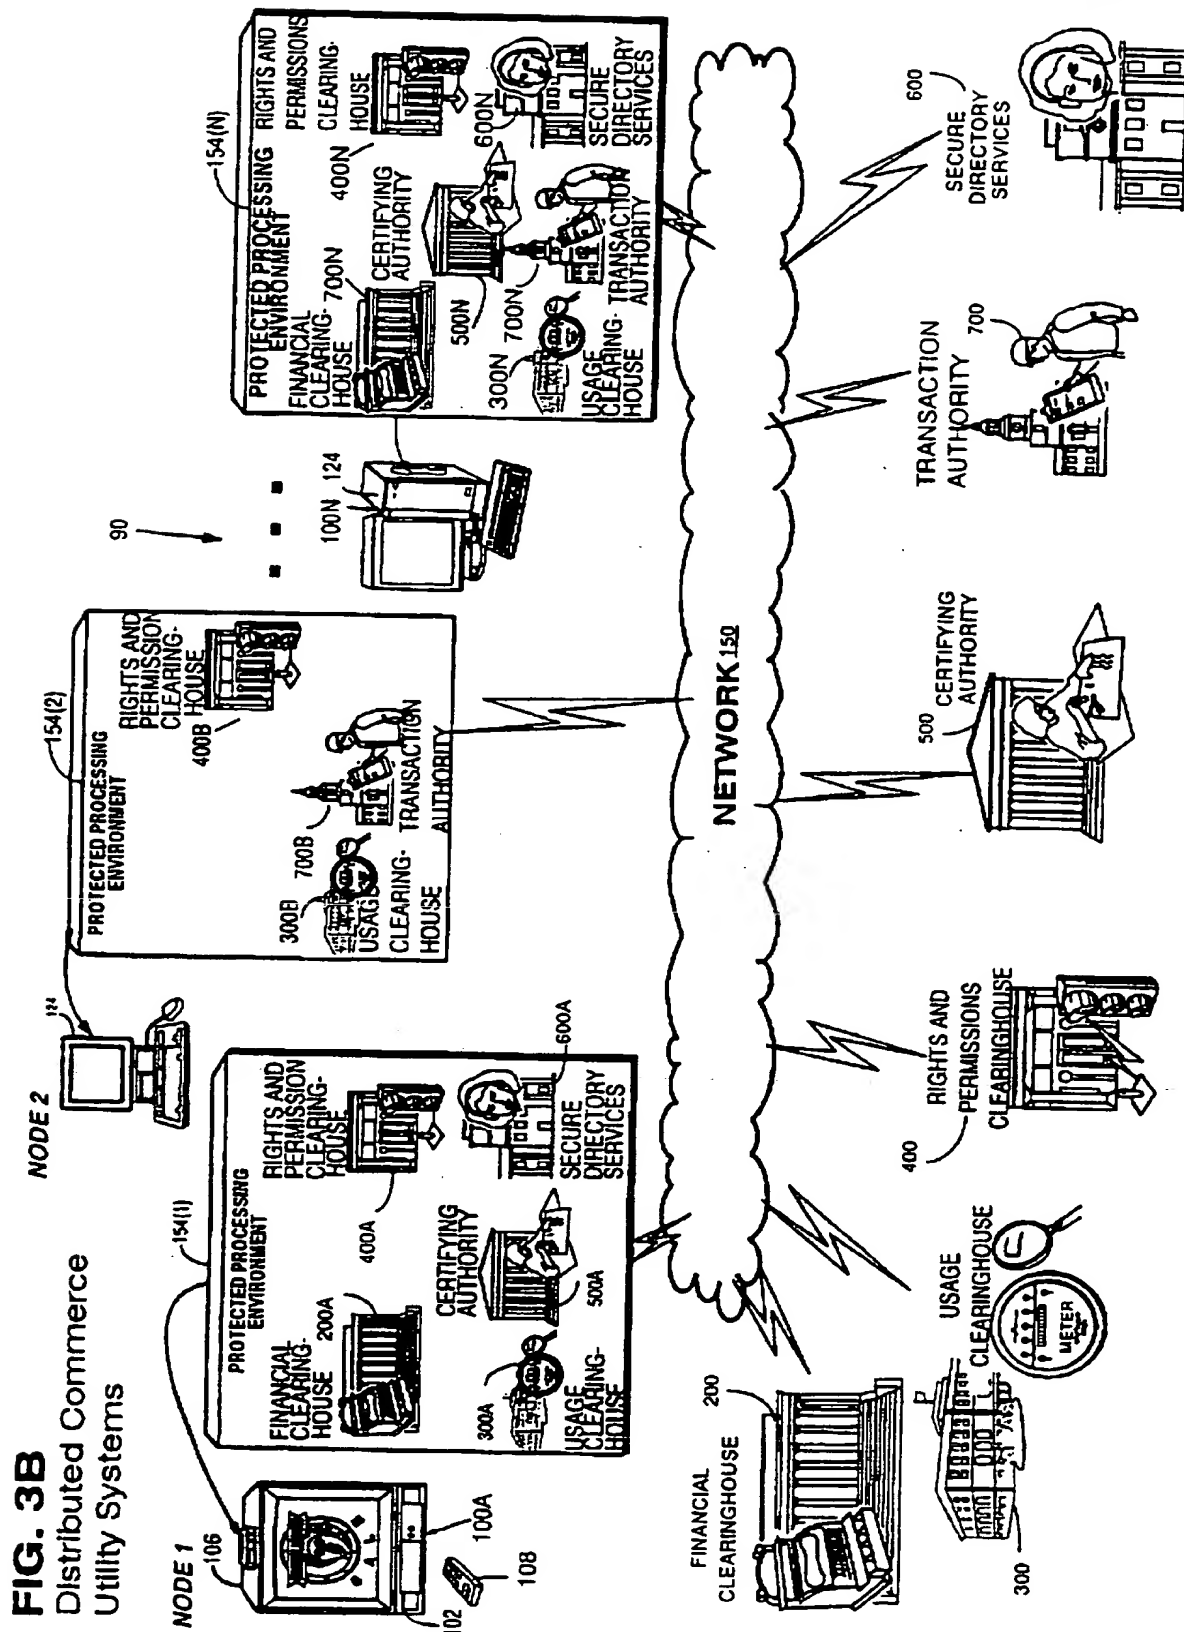 FIG. 3B
Distributed Commerce
Utility Systems
NODE 1
106
102
100A
108
154(1)
PROTECTED PROCESSING
ENVIRONMENT
FINANCIAL
CLEARING-
HOUSE
200A
RIGHTS AND
PERMISSION
CLEARING-
HOUSE
400A
CERTIFYING
AUTHORITY
500A
300A
USAGE
CLEARING-
HOUSE
SECURE
DIRECTORY
SERVICES
600A
NODE 2
124
154(2)
PROTECTED PROCESSING
ENVIRONMENT
RIGHTS AND
PERMISSION
CLEARING-
HOUSE
400B
300B
USAGE
CLEARING-
HOUSE
700B
TRANSACTION
AUTHORITY
90
100N
124
154(N)
PROTECTED PROCESSING
ENVIRONMENT
FINANCIAL
CLEARING-
HOUSE
700N
RIGHTS AND
PERMISSIONS
CLEARING-
HOUSE
400N
CERTIFYING
AUTHORITY
500N
300N
USAGE
CLEARING-
HOUSE
700N
TRANSACTION
AUTHORITY
600N
SECURE
DIRECTORY
SERVICES
NETWORK 150
FINANCIAL
CLEARINGHOUSE
200
300
USAGE
CLEARINGHOUSE
METER
RIGHTS AND
PERMISSIONS
CLEARINGHOUSE
400
500
CERTIFYING
AUTHORITY
TRANSACTION
AUTHORITY
700
SECURE
DIRECTORY
SERVICES
600